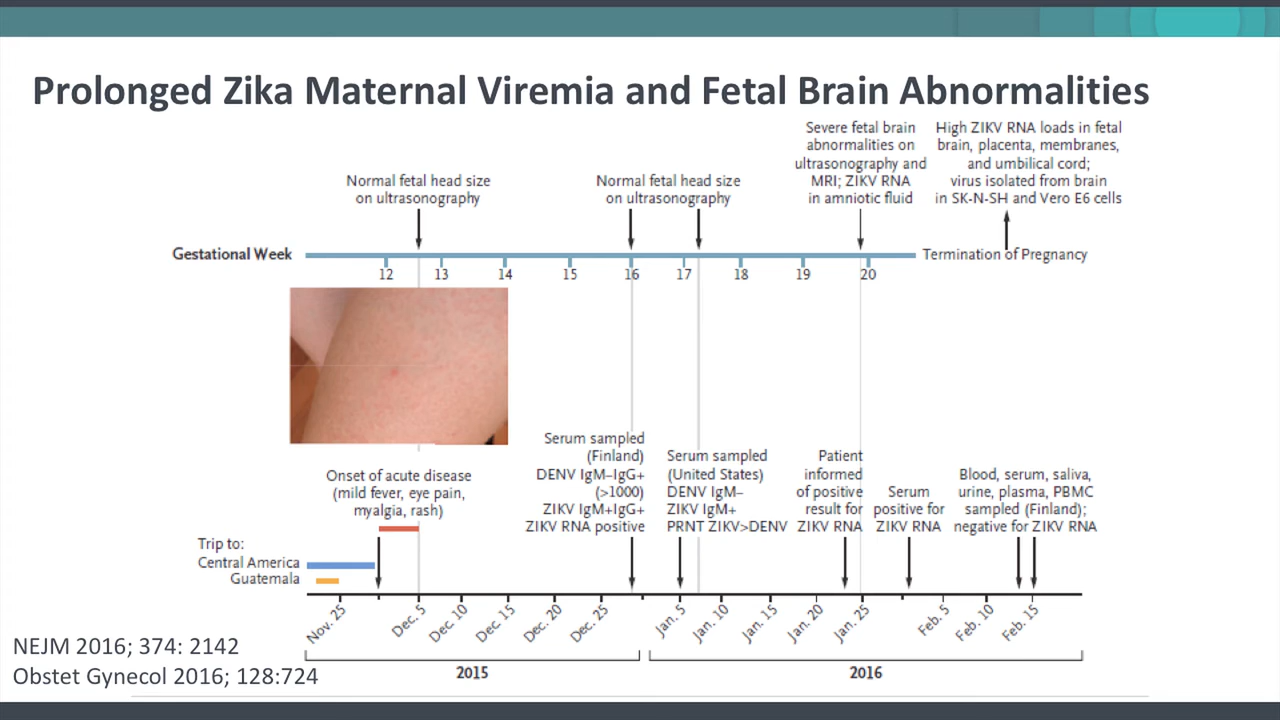 Prolonged Zika Maternal Viremia and Fetal Brain Abnormalities
Normal fetal head size
on ultrasonography
Normal fetal head size
on ultrasonography
Severe fetal brain
abnormalities on
ultrasonography and
MRI; ZIKV RNA
in amniotic fluid
High ZIKV RNA loads in fetal
brain, placenta, membranes,
and umbilical cord;
virus isolated from brain
in SK-N-SH and Vero E6 cells
Gestational Week
Termination of Pregnancy
12 13 14 15 16 17 18 19 20
Onset of acute disease
(mild fever, eye pain,
myalgia, rash)
Serum sampled
(Finland)
DENV IgM–IgG+
(>1000)
ZIKV IgM+IgG+
ZIKV RNA positive
Serum sampled
(United States)
DENV IgM–
ZIKV IgM+
PRNT ZIKV>DENV
Patient
informed
of positive
result for
ZIKV RNA
Serum
positive for
ZIKV RNA
Blood, serum, saliva,
urine, plasma, PBMC
sampled (Finland);
negative for ZIKV RNA
Trip to:
Central America
Guatemala
Nov. 25 Dec. 5 Dec. 10 Dec. 15 Dec. 20 Dec. 25 Jan. 5 Jan. 10 Jan. 15 Jan. 20 Jan. 25 Feb. 5 Feb. 10 Feb. 15
2015 2016
NEJM 2016; 374: 2142
Obstet Gynecol 2016; 128:724